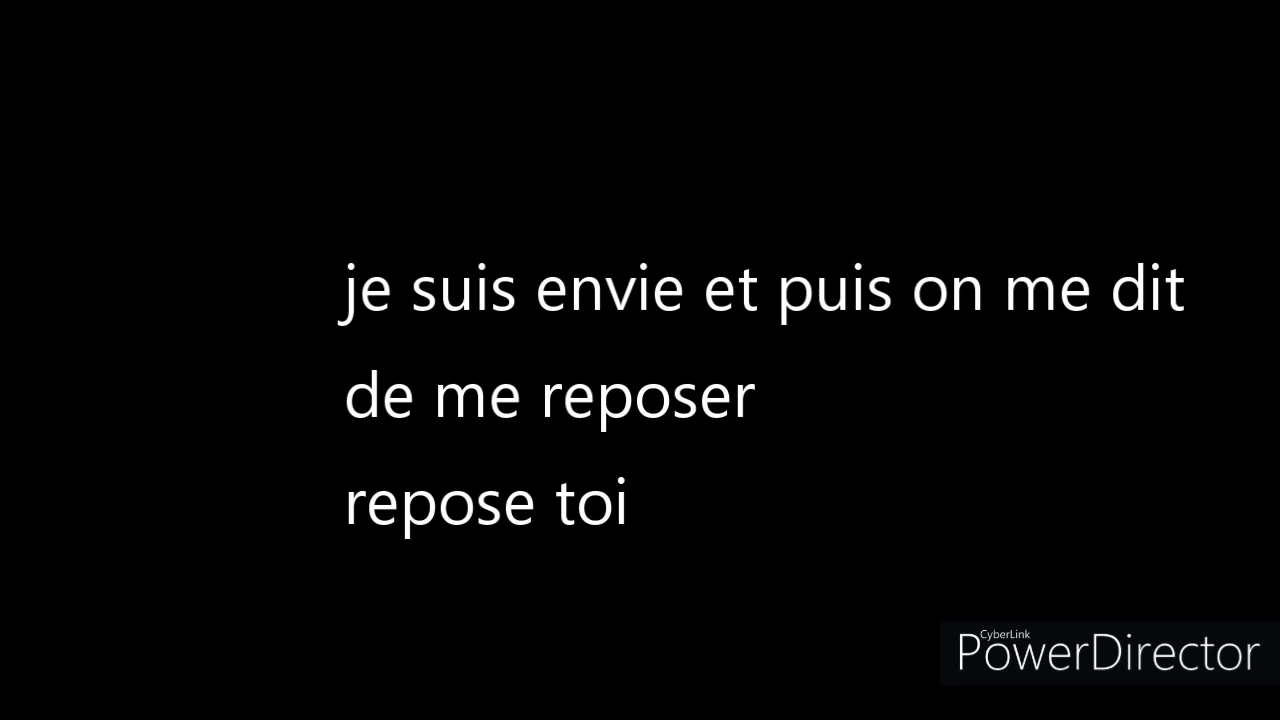 je suis envie et puis on me dit
de me reposer
repose toi
CyberLink
PowerDirector